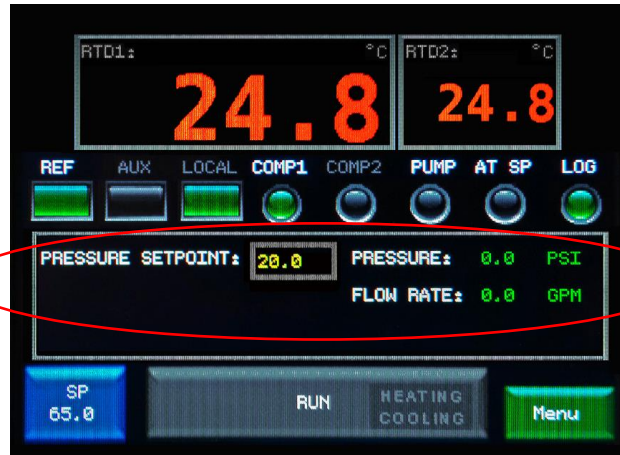 RTD1: °C RTD2: °C
24.8 24.8
REF AUX LOCAL COMP1 COMP2 PUMP AT SP LOG
PRESSURE SETPOINT: 20.0 PRESSURE: 0.0 PSI
FLOW RATE: 0.0 GPM
SP
65.0
RUN
HEATING
COOLING
Menu